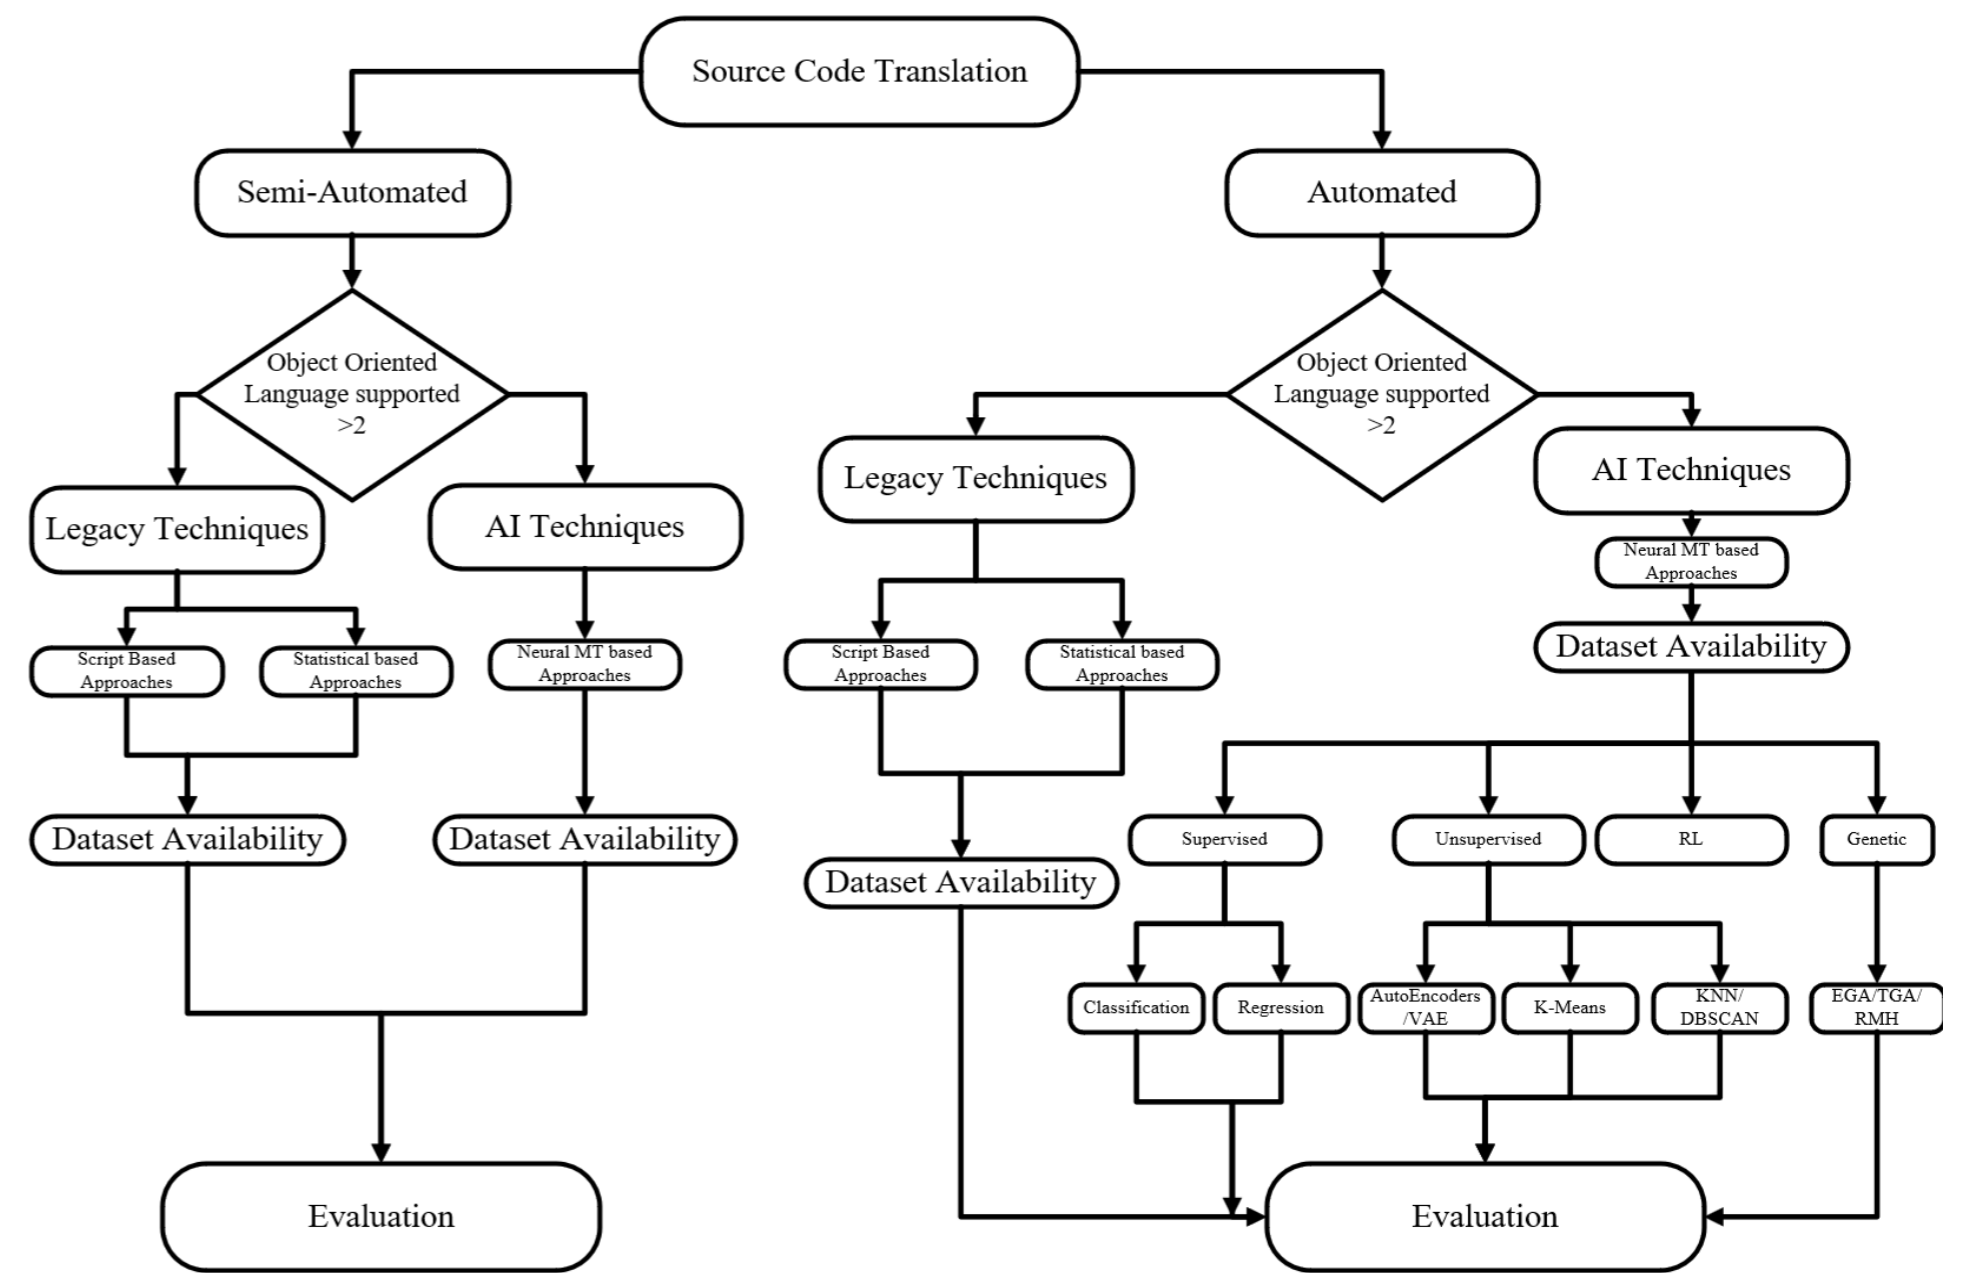 Source Code Translation
Semi-Automated
Automated
Object Oriented
Language supported
>2
Object Oriented
Language supported
>2
Legacy Techniques
AI Techniques
Legacy Techniques
AI Techniques
Neural MT based
Approaches
Script Based
Approaches
Statistical based
Approaches
Neural MT based
Approaches
Script Based
Approaches
Statistical based
Approaches
Dataset Availability
Dataset Availability
Dataset Availability
Supervised
Unsupervised
RL
Genetic
Dataset Availability
Classification
Regression
AutoEncoders
/VAE
K-Means
KNN/
DBSCAN
EGA/TGA/
RMH
Evaluation
Evaluation